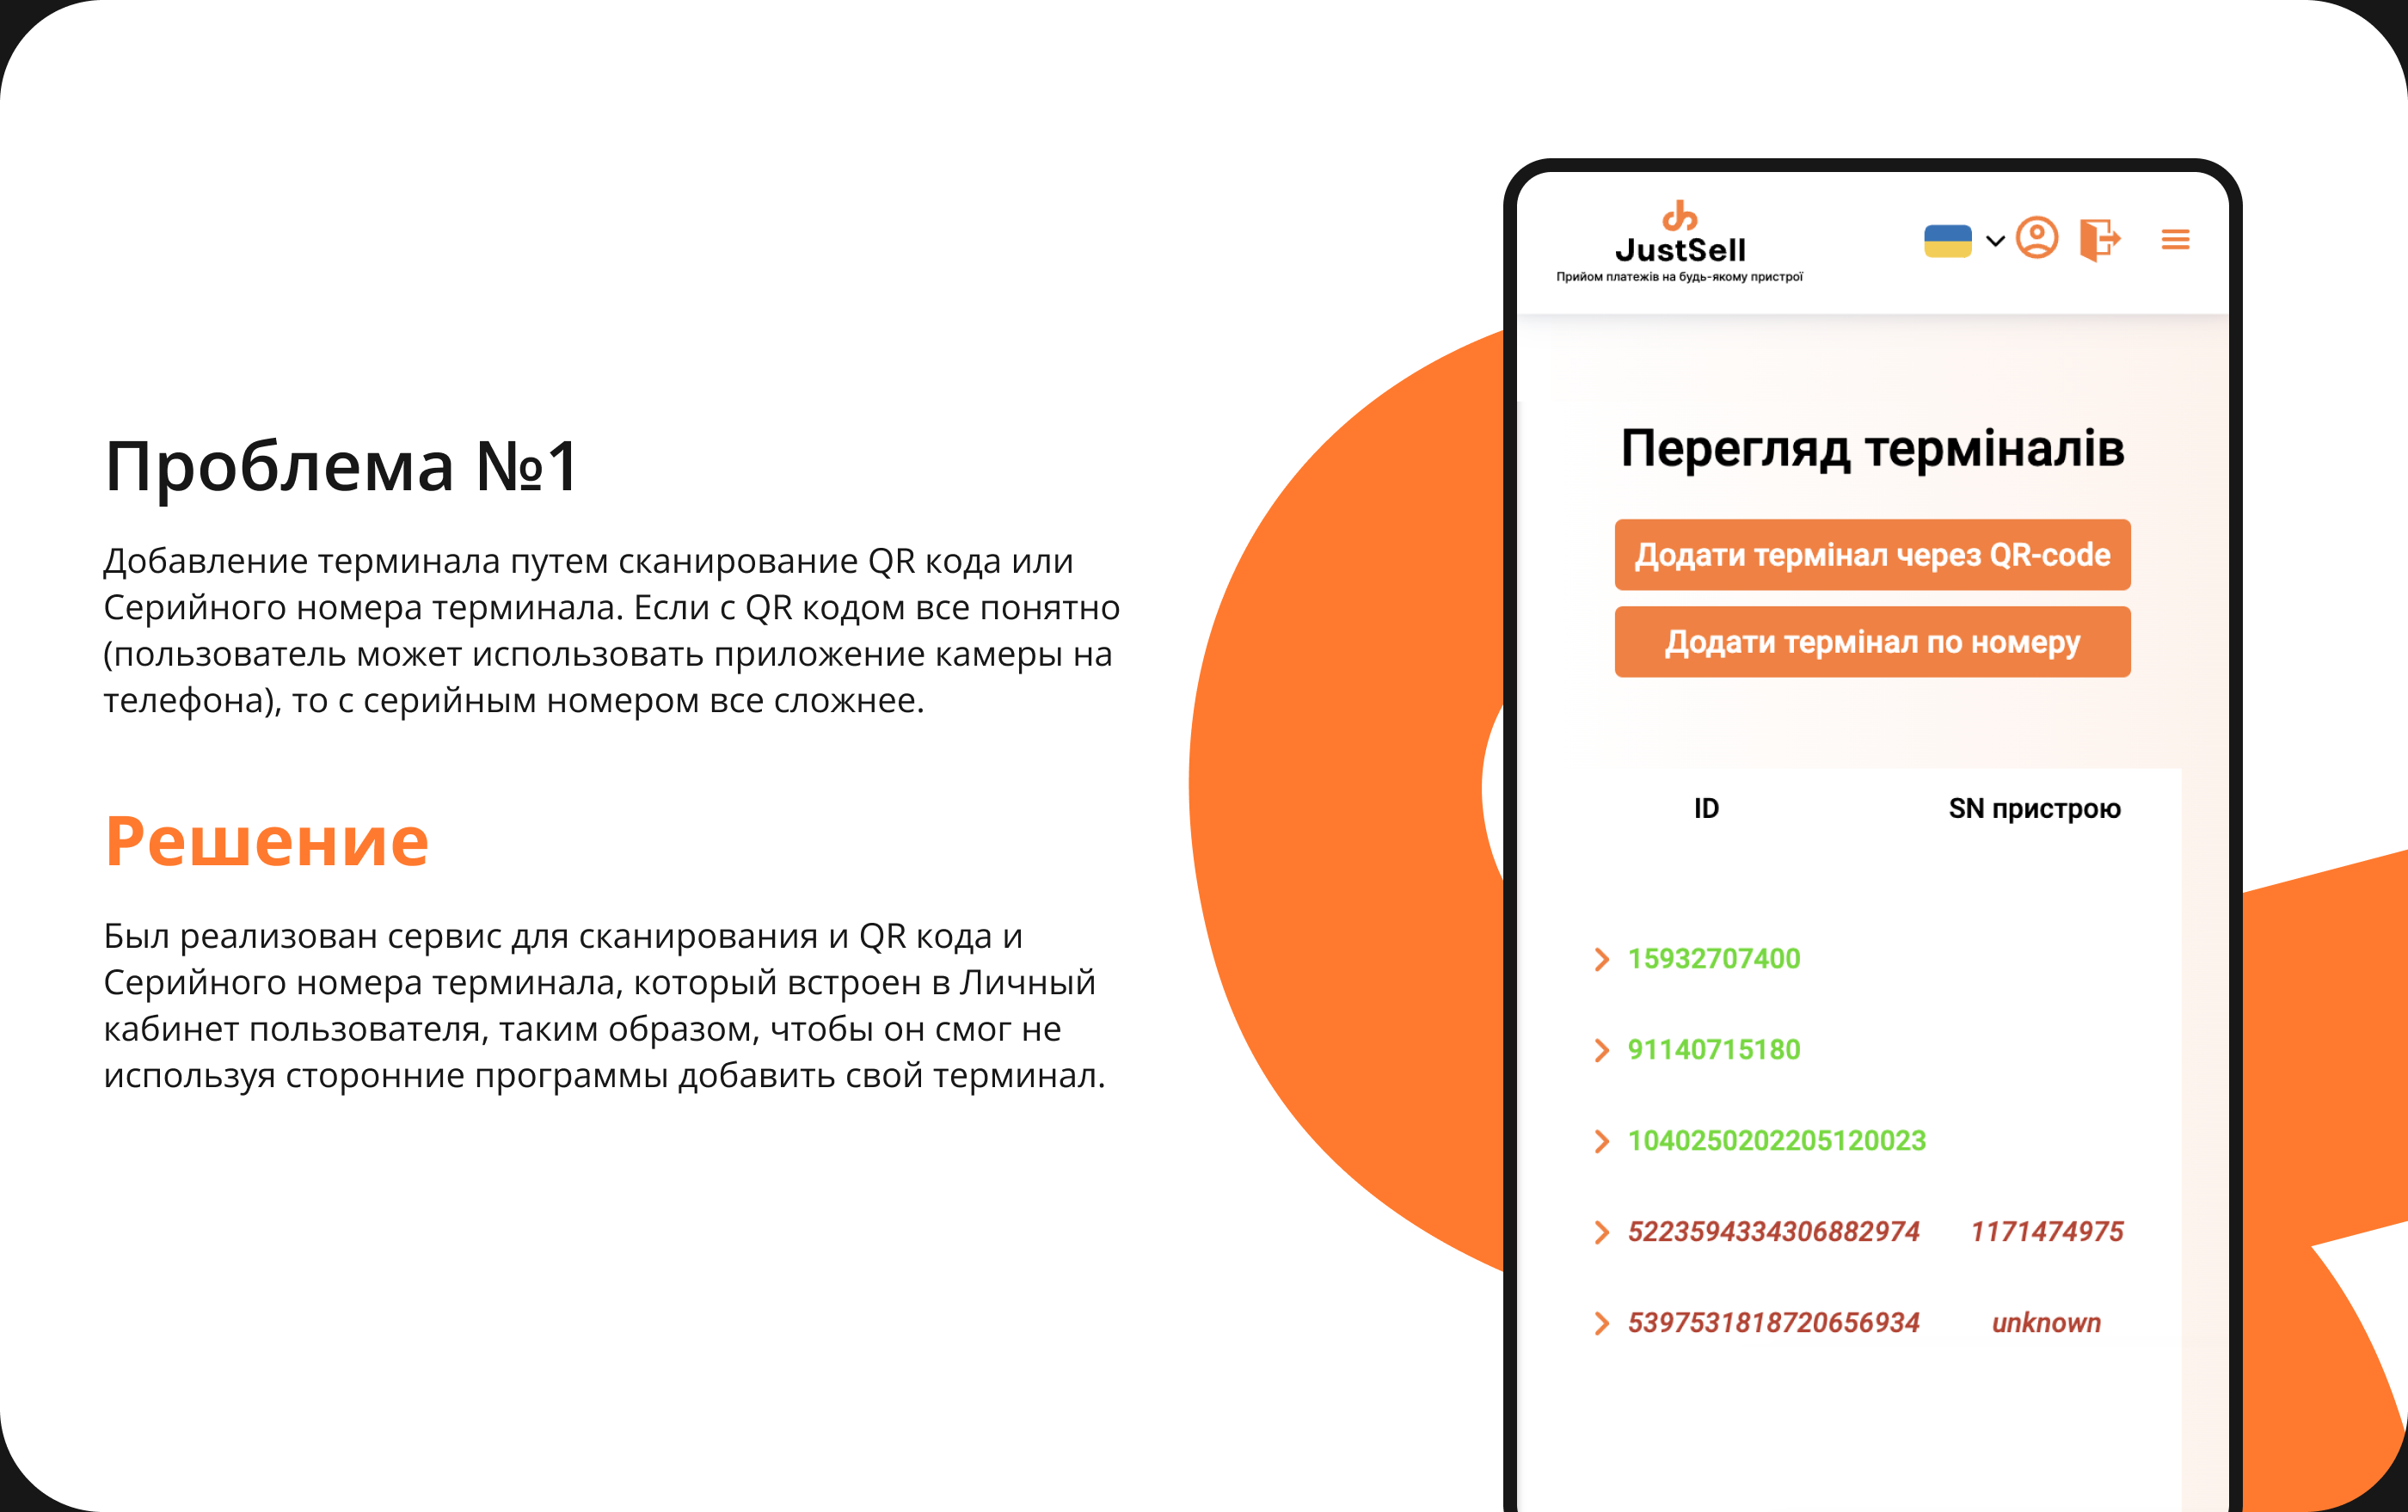 Проблема №1
Добавление терминала путем сканирование QR кода или
Серийного номера терминала. Если с QR кодом все понятно
(пользователь может использовать приложение камеры на
телефона), то с серийным номером все сложнее.
Решение
Был реализован сервис для сканирования и QR кода и
Серийного номера терминала, который встроен в Личный
кабинет пользователя, таким образом, чтобы он смог не
используя сторонние программы добавить свой терминал.
JustSell
Прийом платежів на будь-якому пристрої
Перегляд терміналів
Додати термінал через QR-code
Додати термінал по номеру
ID SN пристрою
15932707400
91140715180
1040250202205120023
5223594334306882974 1171474975
5397531818720656934 unknown